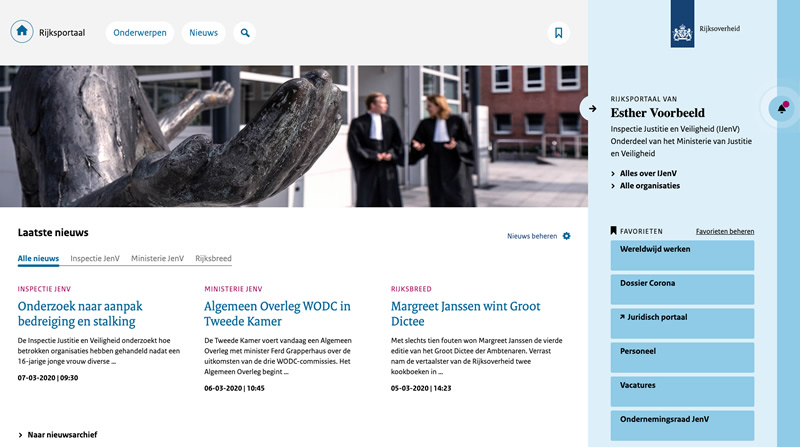 Rijksportaal
Onderwerpen
Nieuws
Rijksoverheid
RIJKSPORTAAL VAN
Esther Voorbeeld
Inspectie Justitie en Veiligheid (IJenV)
Onderdeel van het Ministerie van Justitie
en Veiligheid
Alles over IJenV
Alle organisaties
Laatste nieuws
Nieuws beheren
Alle nieuws
Inspectie JenV
Ministerie JenV
Rijksbreed
INSPECTIE JENV
Onderzoek naar aanpak
bedreiging en stalking
De Inspectie Justitie en Veiligheid onderzoekt hoe
betrokken organisaties hebben gehandeld nadat een
16-jarige jonge vrouw diverse ...
07-03-2020 | 09:30
MINISTERIE JENV
Algemeen Overleg WODC in
Tweede Kamer
De Tweede Kamer voert vandaag een Algemeen
Overleg met minister Ferd Grapperhaus over de
uitkomsten van de drie WODC-commissies. Het
Algemeen Overleg begint ...
06-03-2020 | 10:45
RIJKSBREED
Margreet Janssen wint Groot
Dictee
Met slechts tien fouten won Margreet Janssen de vierde
editie van het Groot Dictee der Ambtenaren. Verrast
nam de vertaalster van de Rijksoverheid twee
kookboeken in ...
05-03-2020 | 14:23
Naar nieuwsarchief
FAVORIETEN
Favorieten beheren
Wereldwijd werken
Dossier Corona
Juridisch portaal
Personeel
Vacatures
Ondernemingsraad JenV